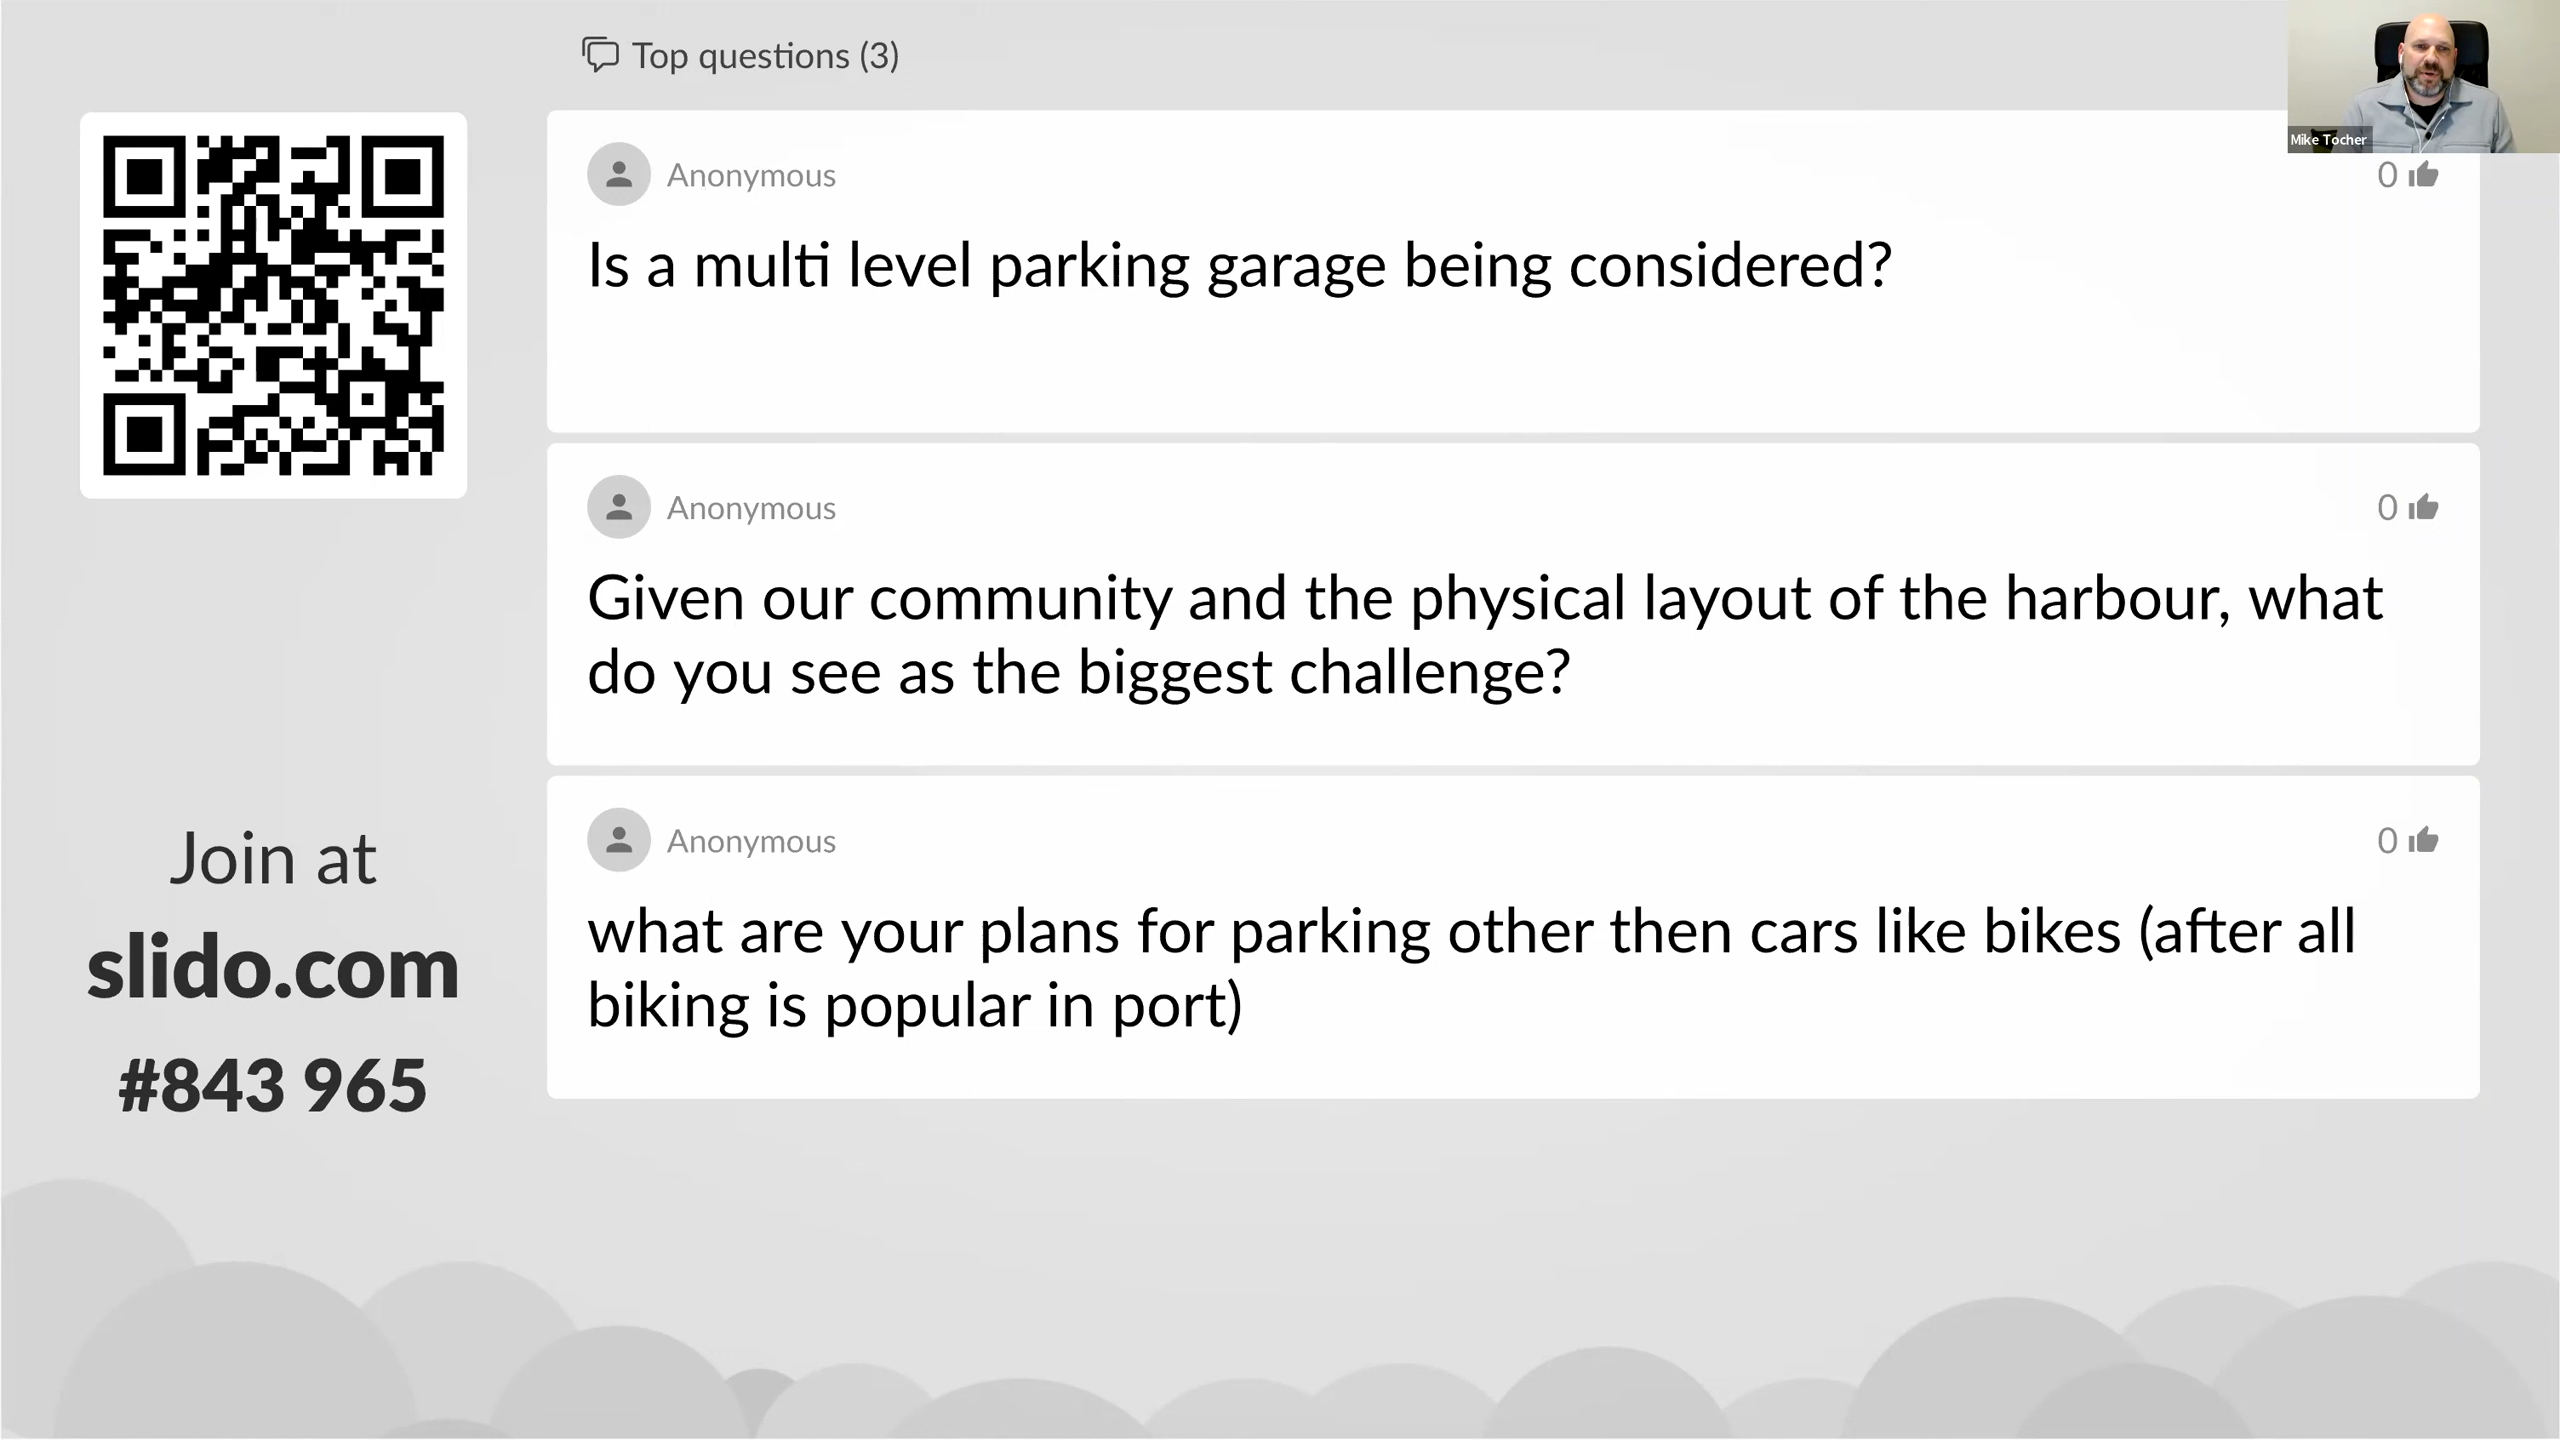 Top questions (3)
Mike Tocher
Anonymous
0
Is a multi level parking garage being considered?
Anonymous
0
Given our community and the physical layout of the harbour, what
do you see as the biggest challenge?
Anonymous
0
what are your plans for parking other then cars like bikes (after all
biking is popular in port)
Join at
slido.com
#843 965